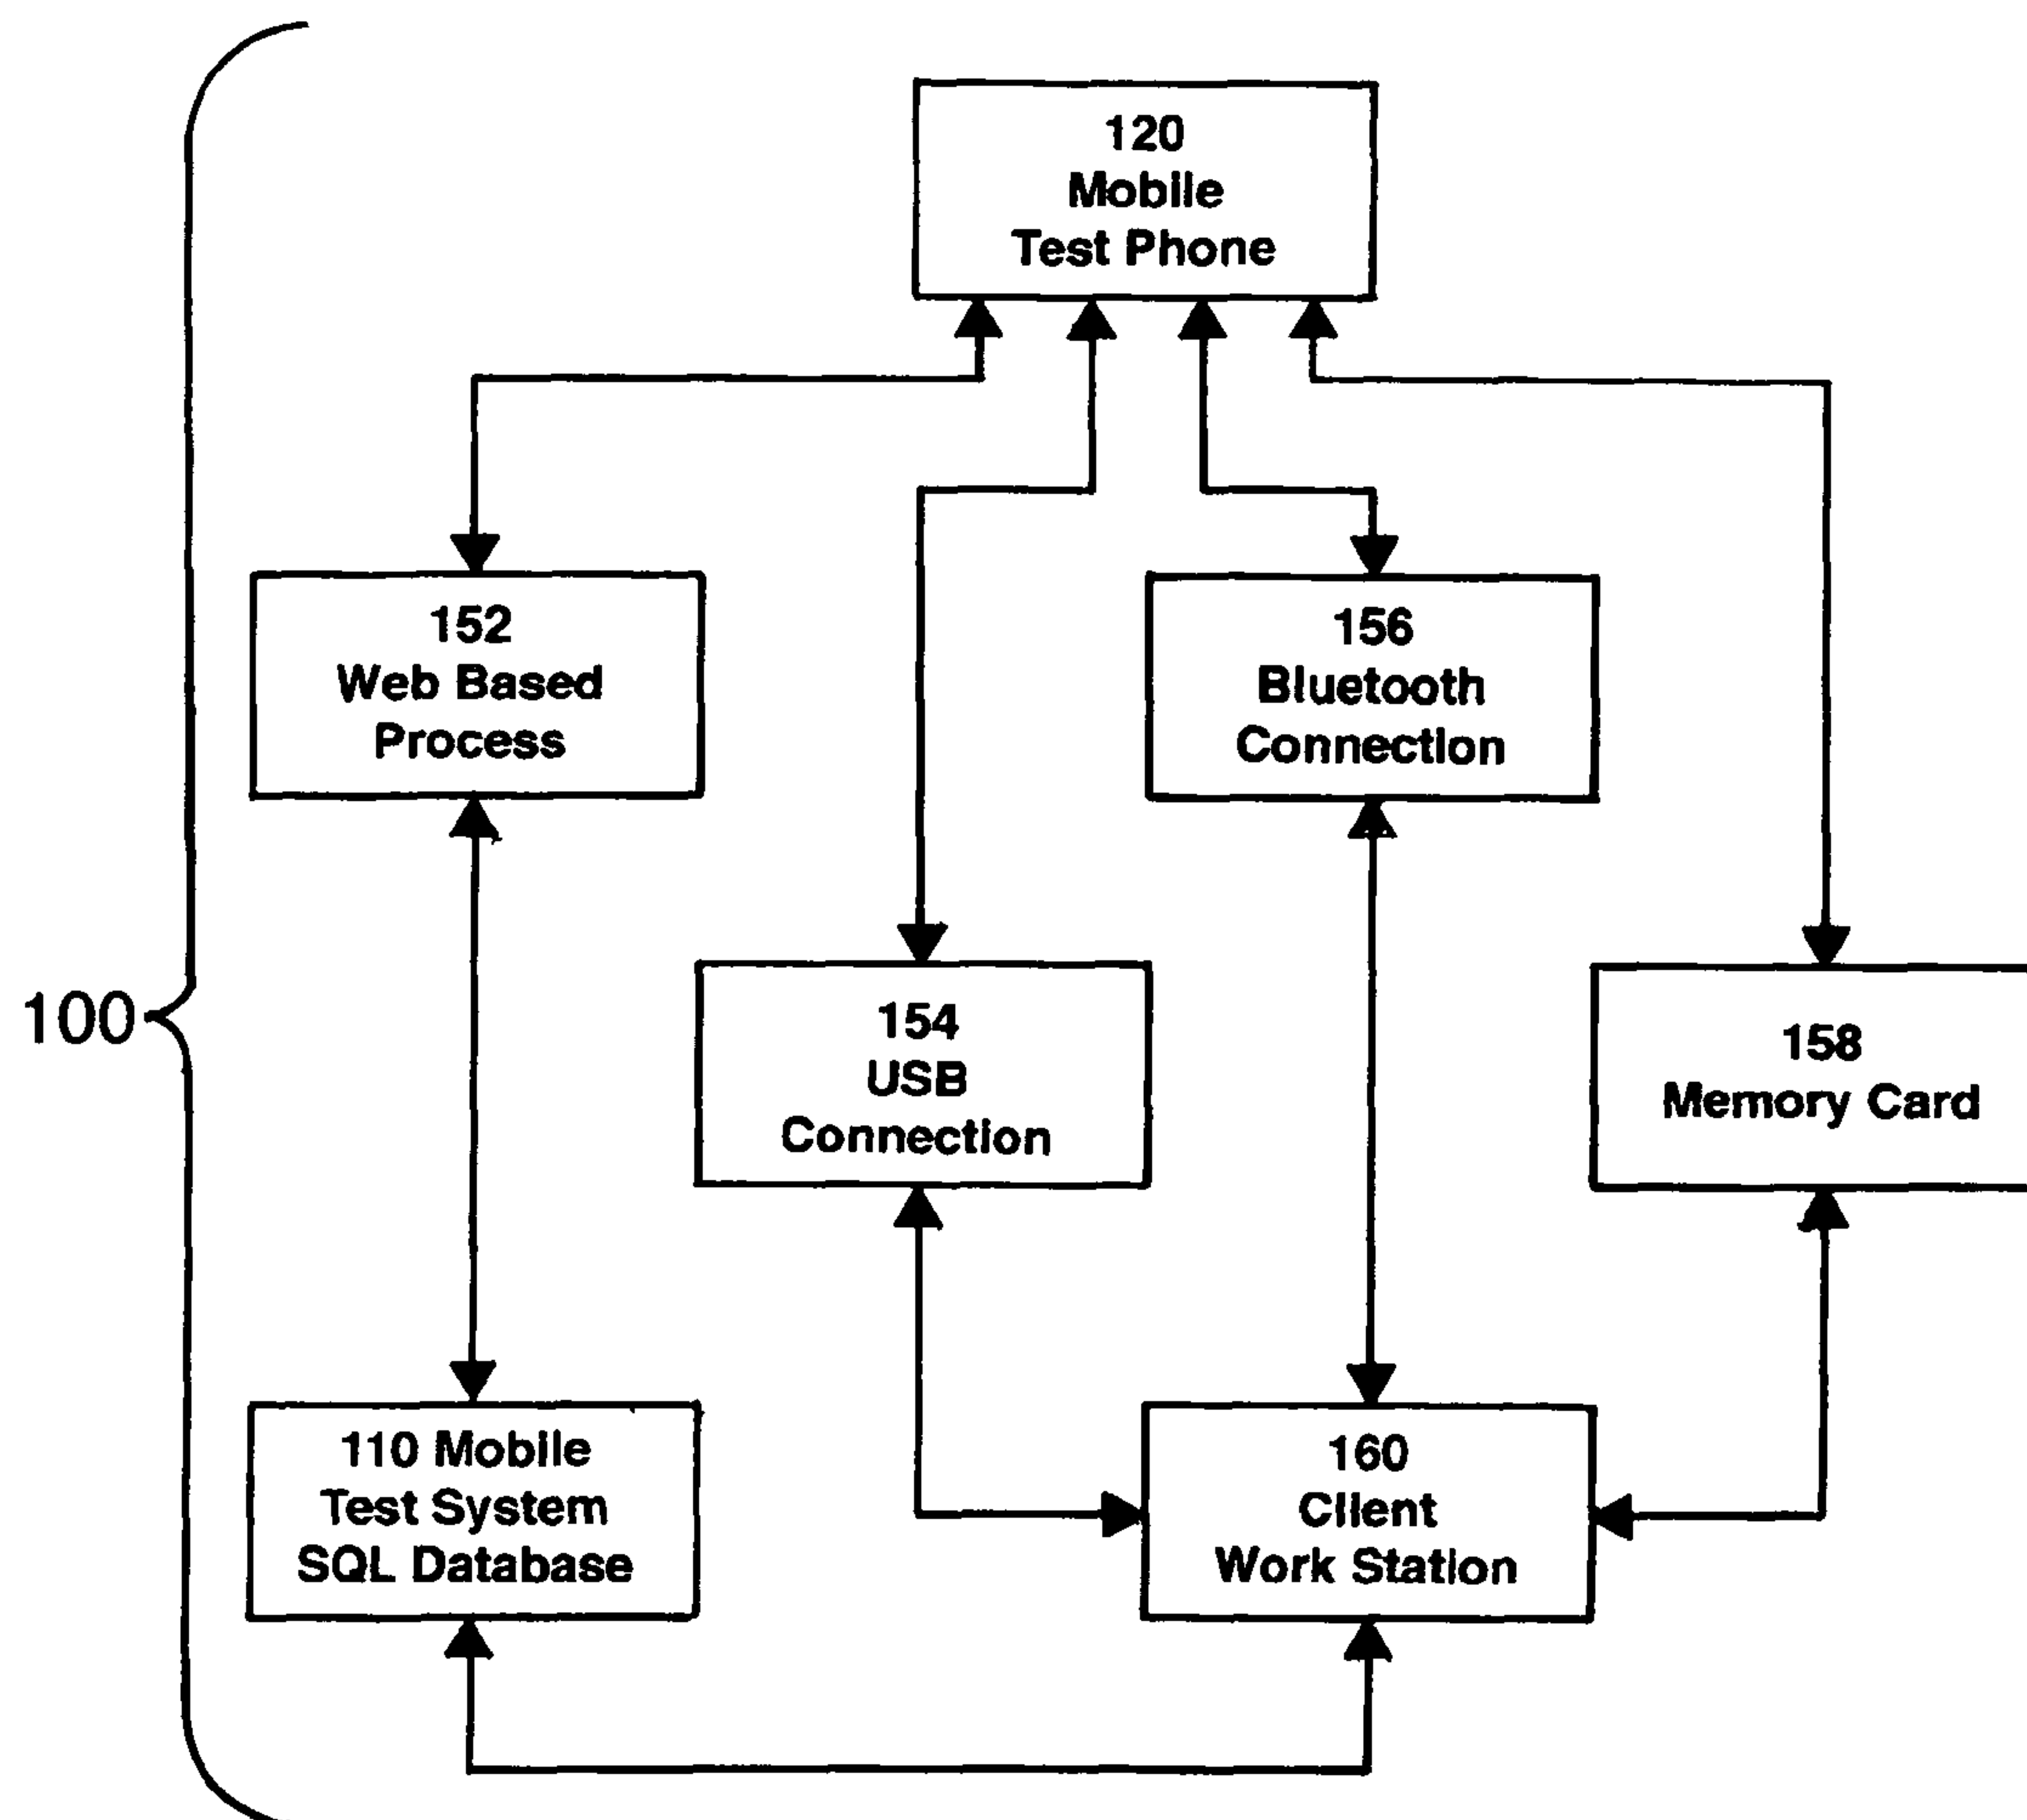 120
Mobile
Test Phone
152
Web Based
Process
156
Bluetooth
Connection
100
154
USB
Connection
158
Memory Card
110 Mobile
Test System
SQL Database
160
Client
Work Station